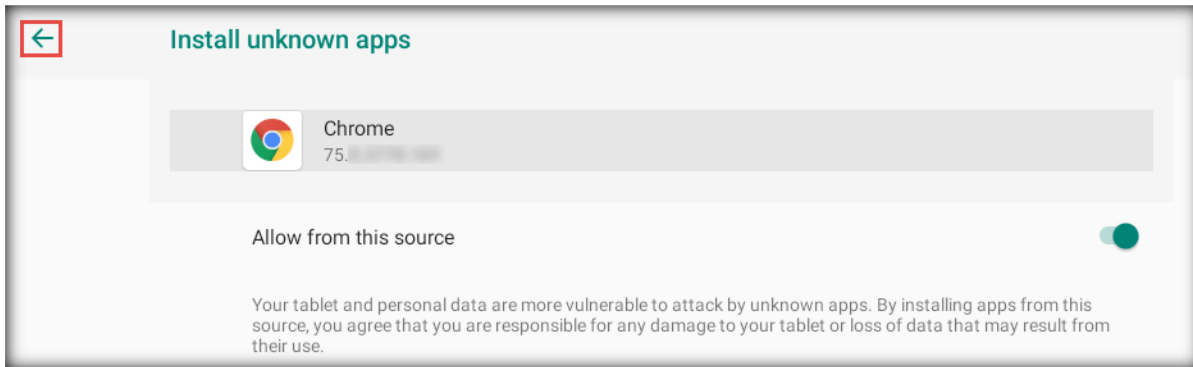 Install unknown apps
Chrome
75.
Allow from this source
Your tablet and personal data are more vulnerable to attack by unknown apps. By installing apps from this
source, you agree that you are responsible for any damage to your tablet or loss of data that may result from
their use.